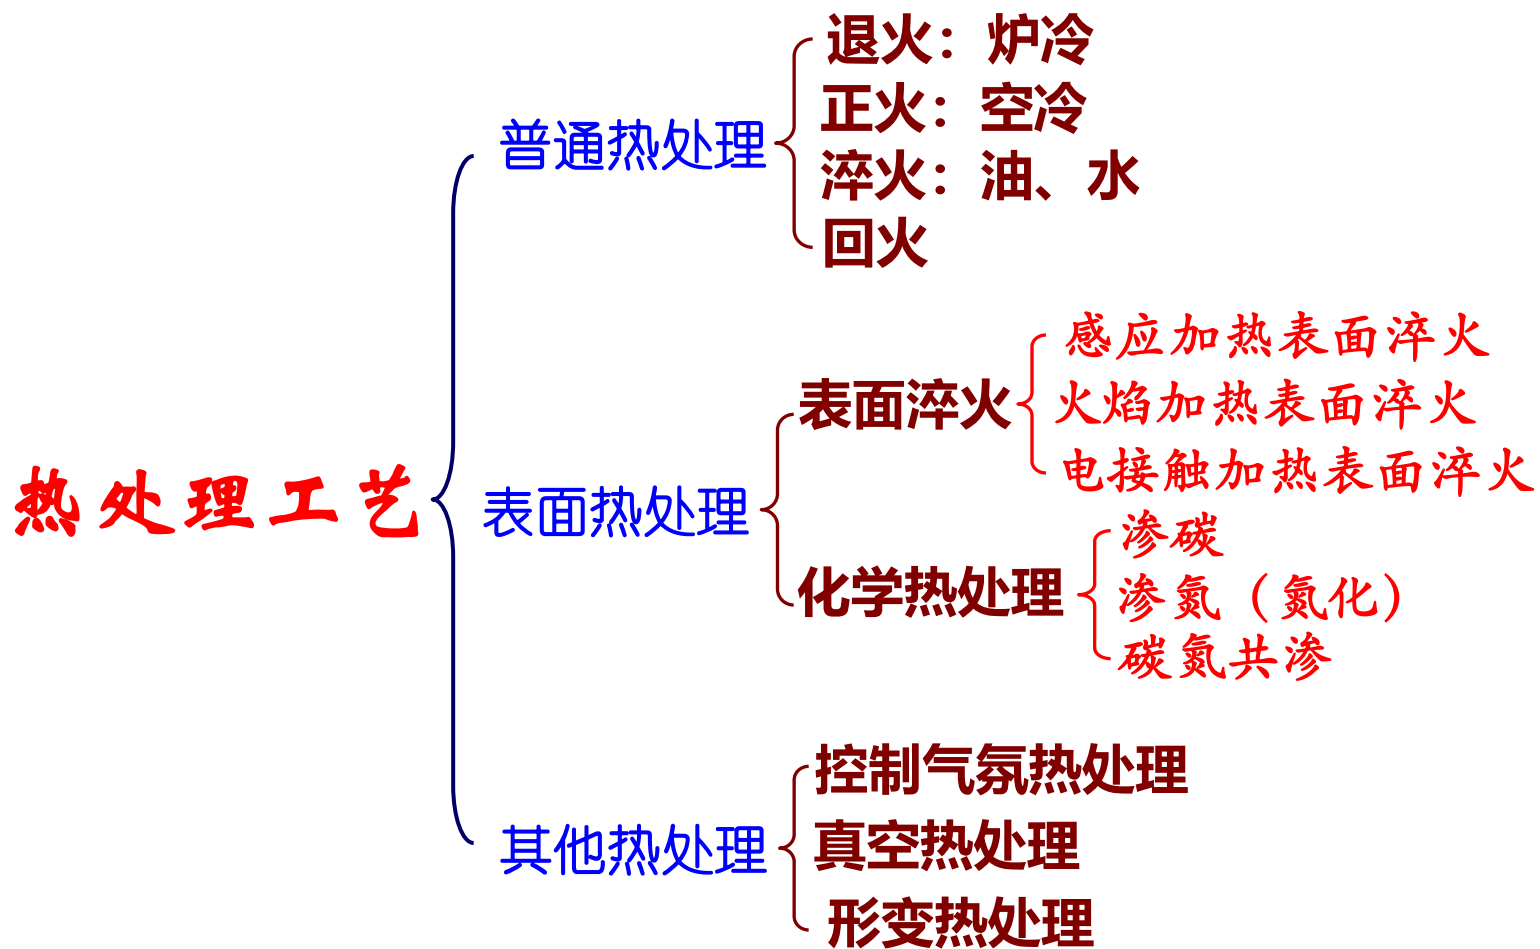 热处理工艺
普通热处理
退火：炉冷
正火：空冷
淬火：油、水
回火
表面热处理
表面淬火
感应加热表面淬火
火焰加热表面淬火
电接触加热表面淬火
化学热处理
渗碳
渗氮（氮化）
碳氮共渗
其他热处理
控制气氛热处理
真空热处理
形变热处理